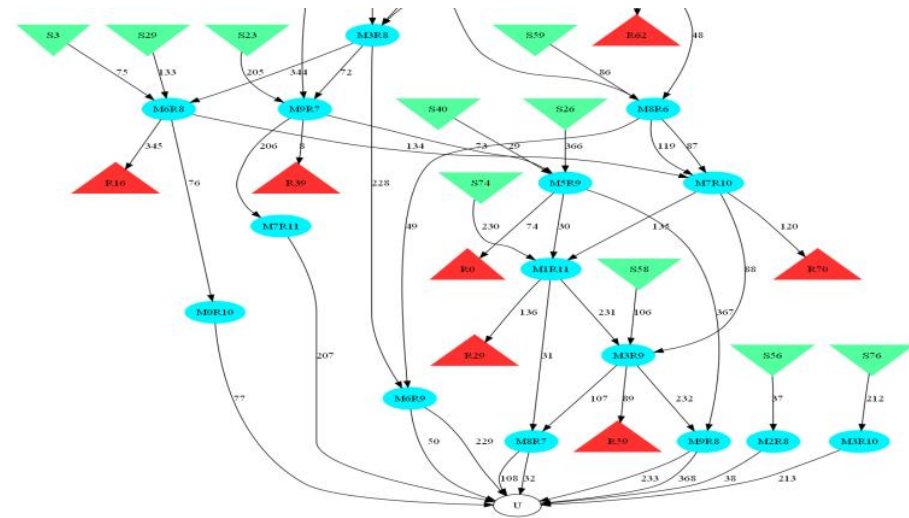 S3 S29 S23 M3R8 S59 R62 48
75 133 205 344 72 86
M6R8 M9R7 S40 S26 M8R6
345 206 8 134 73 29 366 119 87
R16 R39 S74 M5R9 M7R10
76 228 49 230 74 30 135 120
M7R11 R0 M1R11 S58 88 R70
M0R10 136 231 106 367
207 R29 31 M3R9 S56 S76
77 M6R9 107 89 232 37 212
50 229 M8R7 R59 M9R8 M2R8 M3R10
108 32 233 368 38 213
U